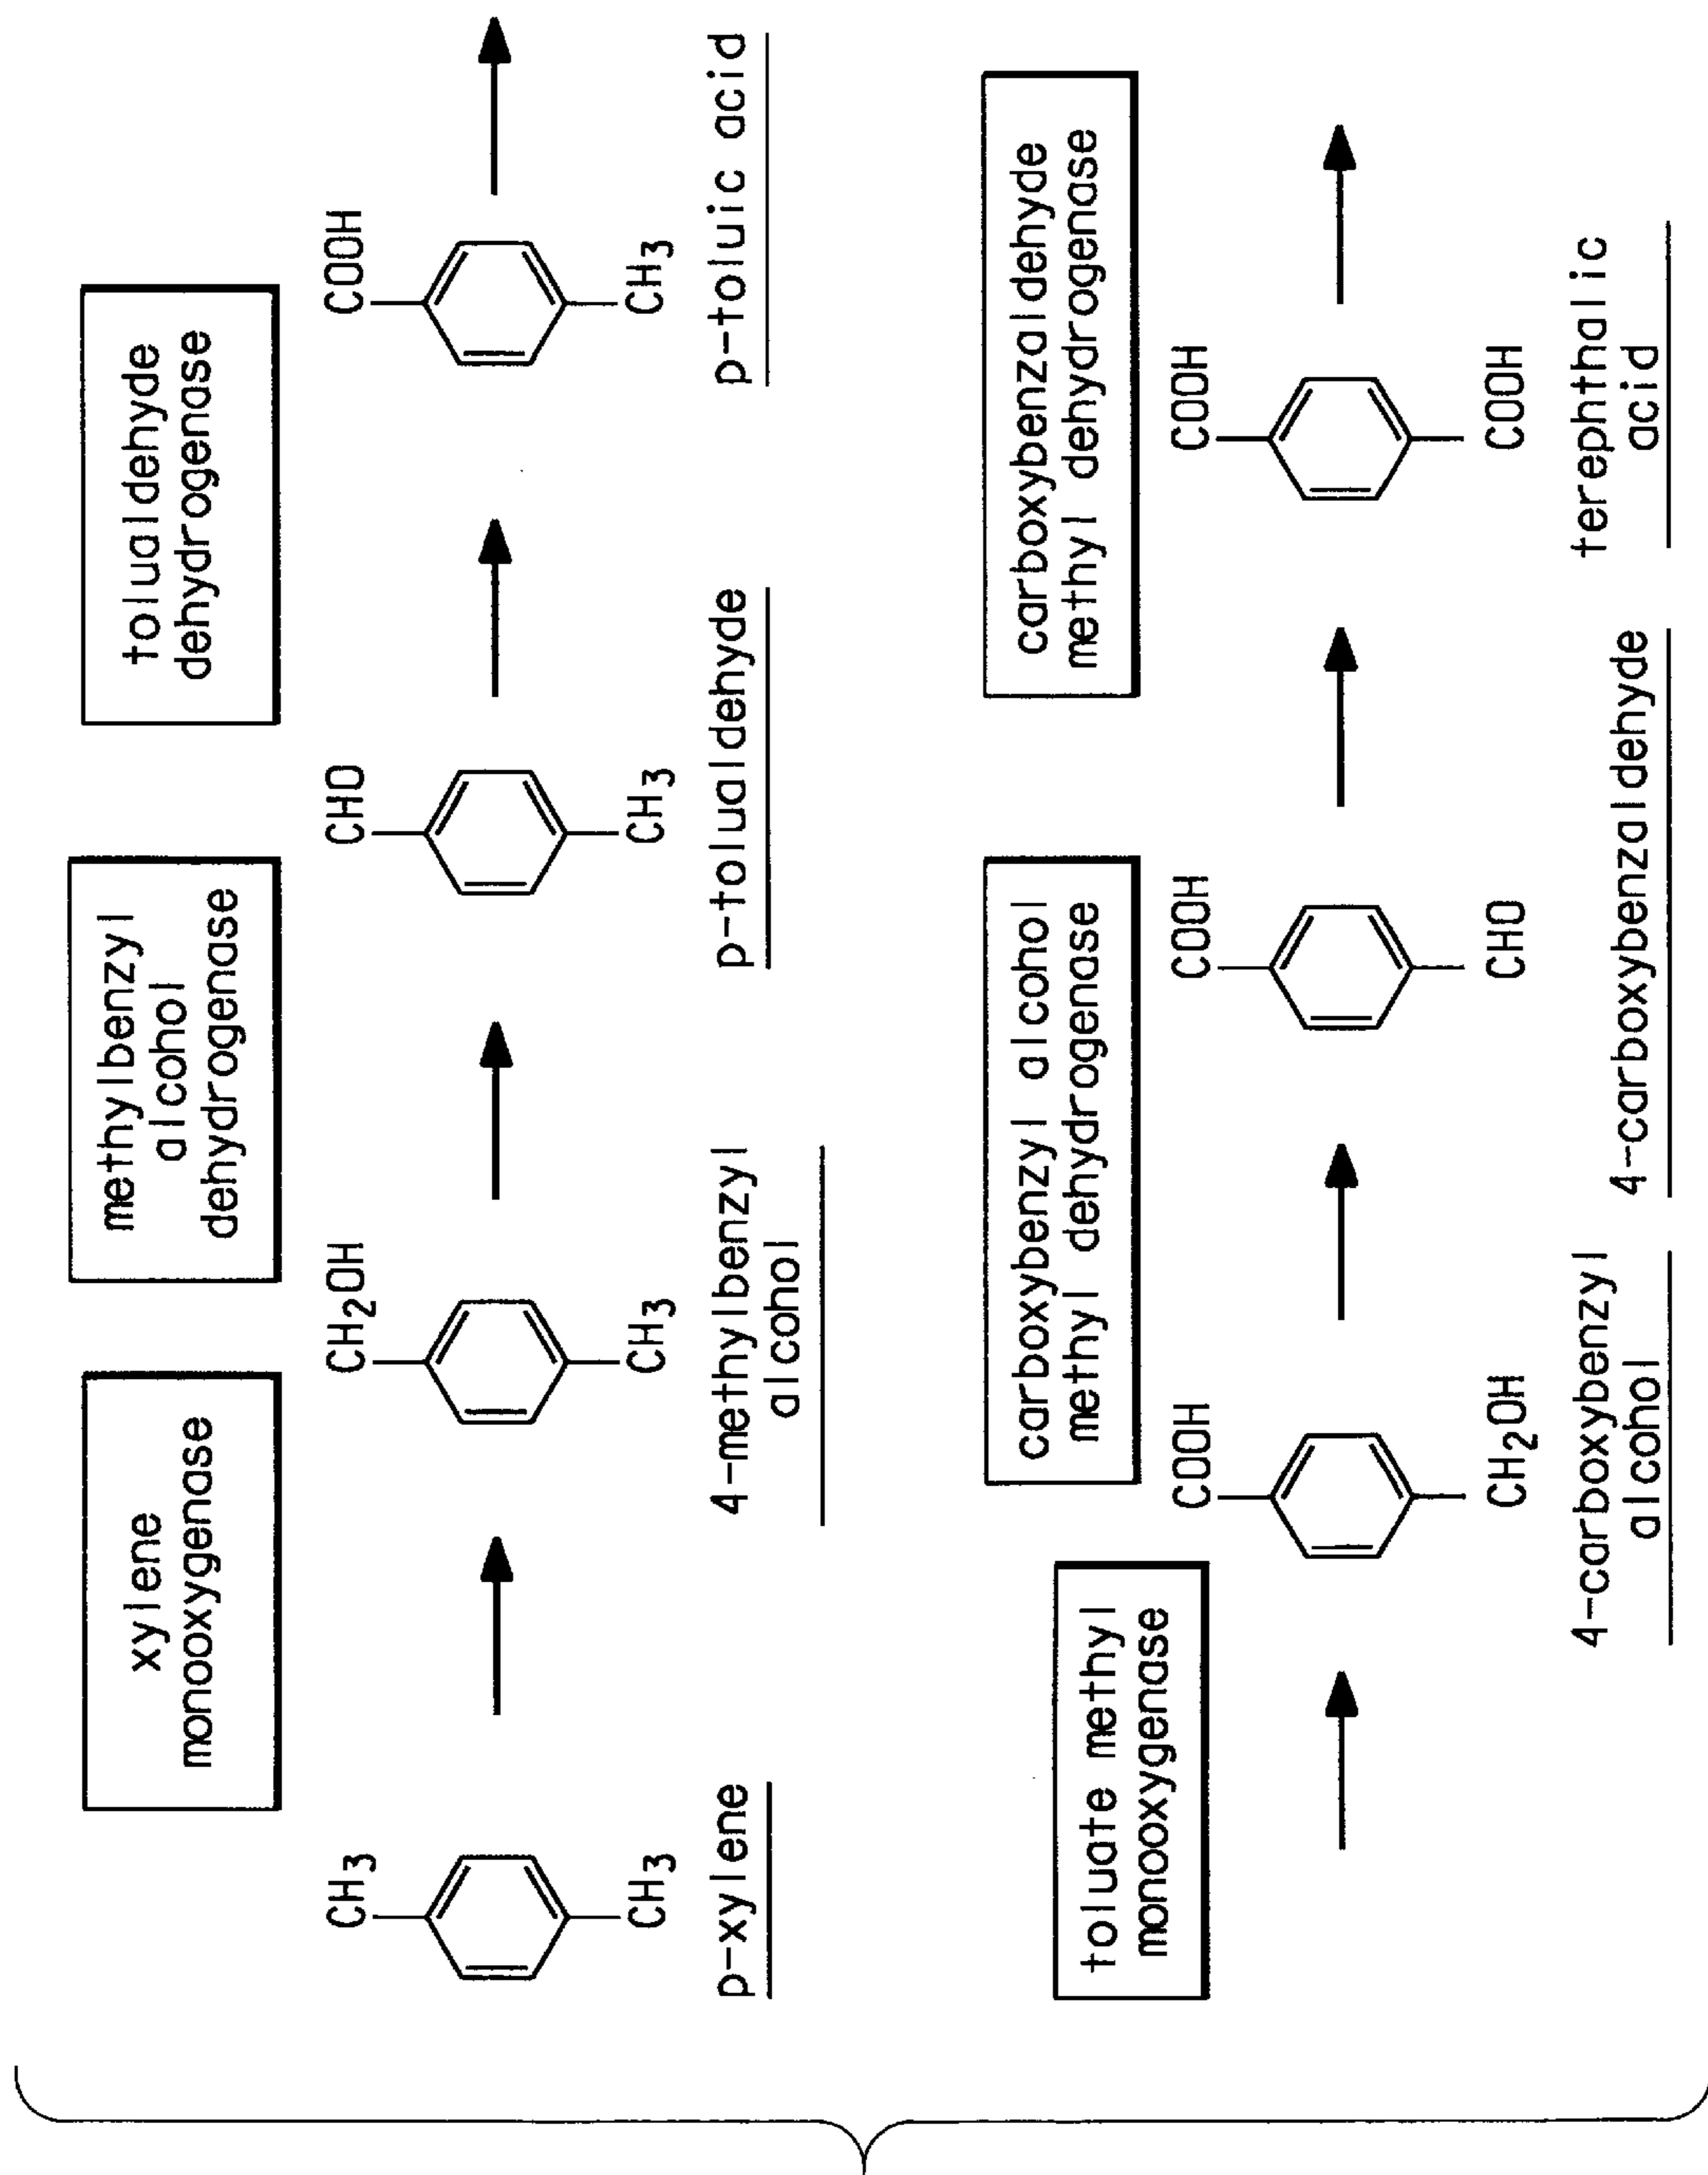 xylene
monooxygenase
methylbenzyl
alcohol
dehydrogenase
tolualdehyde
dehydrogenase
CH3
CH2OH
CHO
COOH
CH3
CH3
CH3
CH3
p-xylene
4-methylbenzyl
alcohol
p-tolualdehyde
p-toluic acid
toluate methyl
monooxygenase
carboxybenzyl alcohol
methyl dehydrogenase
carboxybenzaldehyde
methyl dehydrogenase
COOH
COOH
COOH
CH2OH
CHO
COOH
4-carboxybenzyl
alcohol
4-carboxybenzaldehyde
terephthalic
acid